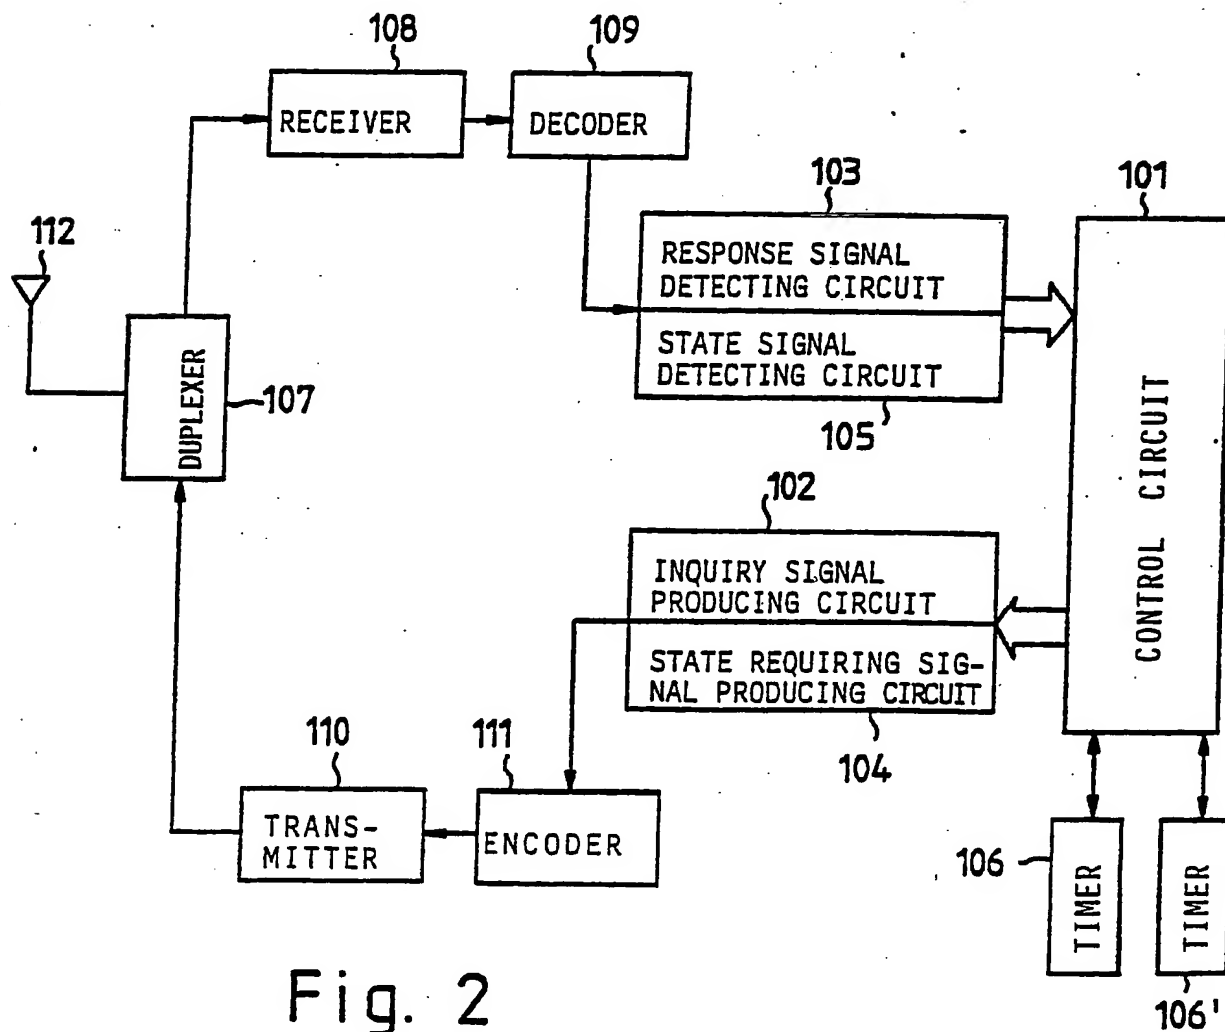 108
109
RECEIVER
DECODER
103
101
112
RESPONSE SIGNAL
DETECTING CIRCUIT
STATE SIGNAL
DETECTING CIRCUIT
105
DUPLEXER
107
CONTROL CIRCUIT
102
INQUIRY SIGNAL
PRODUCING CIRCUIT
STATE REQUIRING SIG-
NAL PRODUCING CIRCUIT
104
110
111
TRANS-
MITTER
ENCODER
106
TIMER
TIMER
106'
Fig. 2